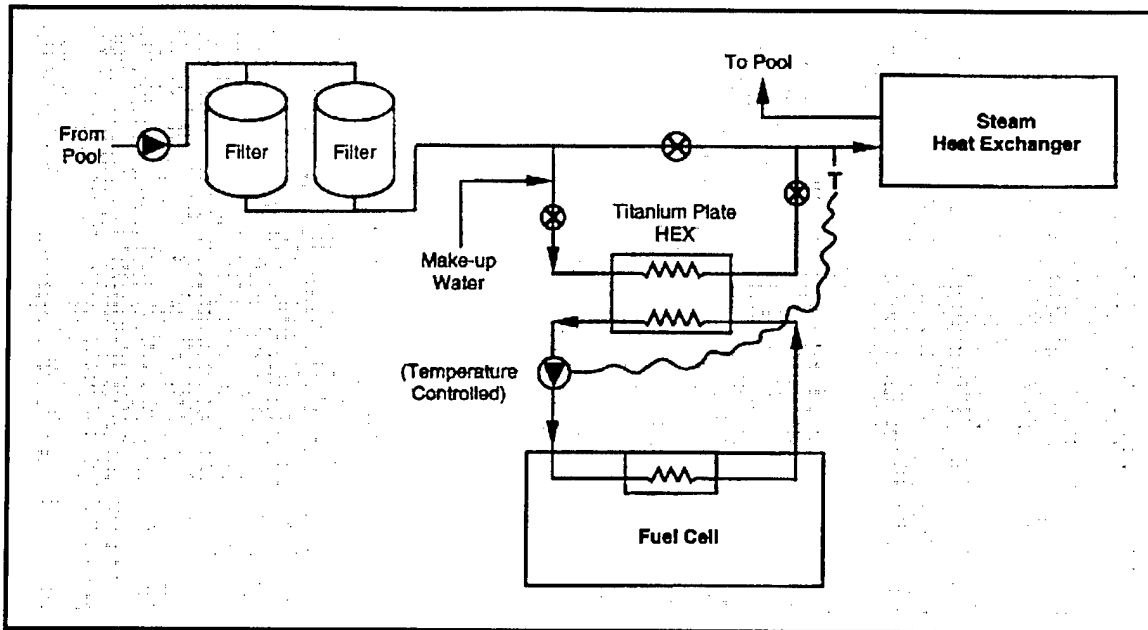 To Pool
Steam
Heat Exchanger
From
Pool
Filter
Filter
T
Titanium Plate
HEX
Make-up
Water
(Temperature
Controlled)
Fuel Cell